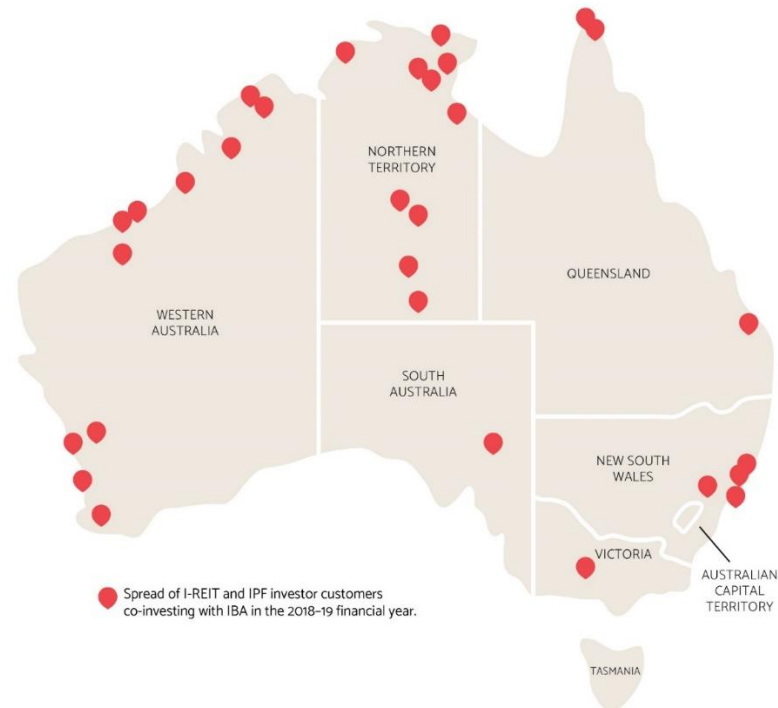 NORTHERN
TERRITORY
QUEENSLAND
WESTERN
AUSTRALIA
SOUTH
AUSTRALIA
NEW SOUTH
WALES
VICTORIA
AUSTRALIAN
CAPITAL
TERRITORY
Spread of I-REIT and IPF investor customers
co-investing with IBA in the 2018–19 financial year.
TASMANIA